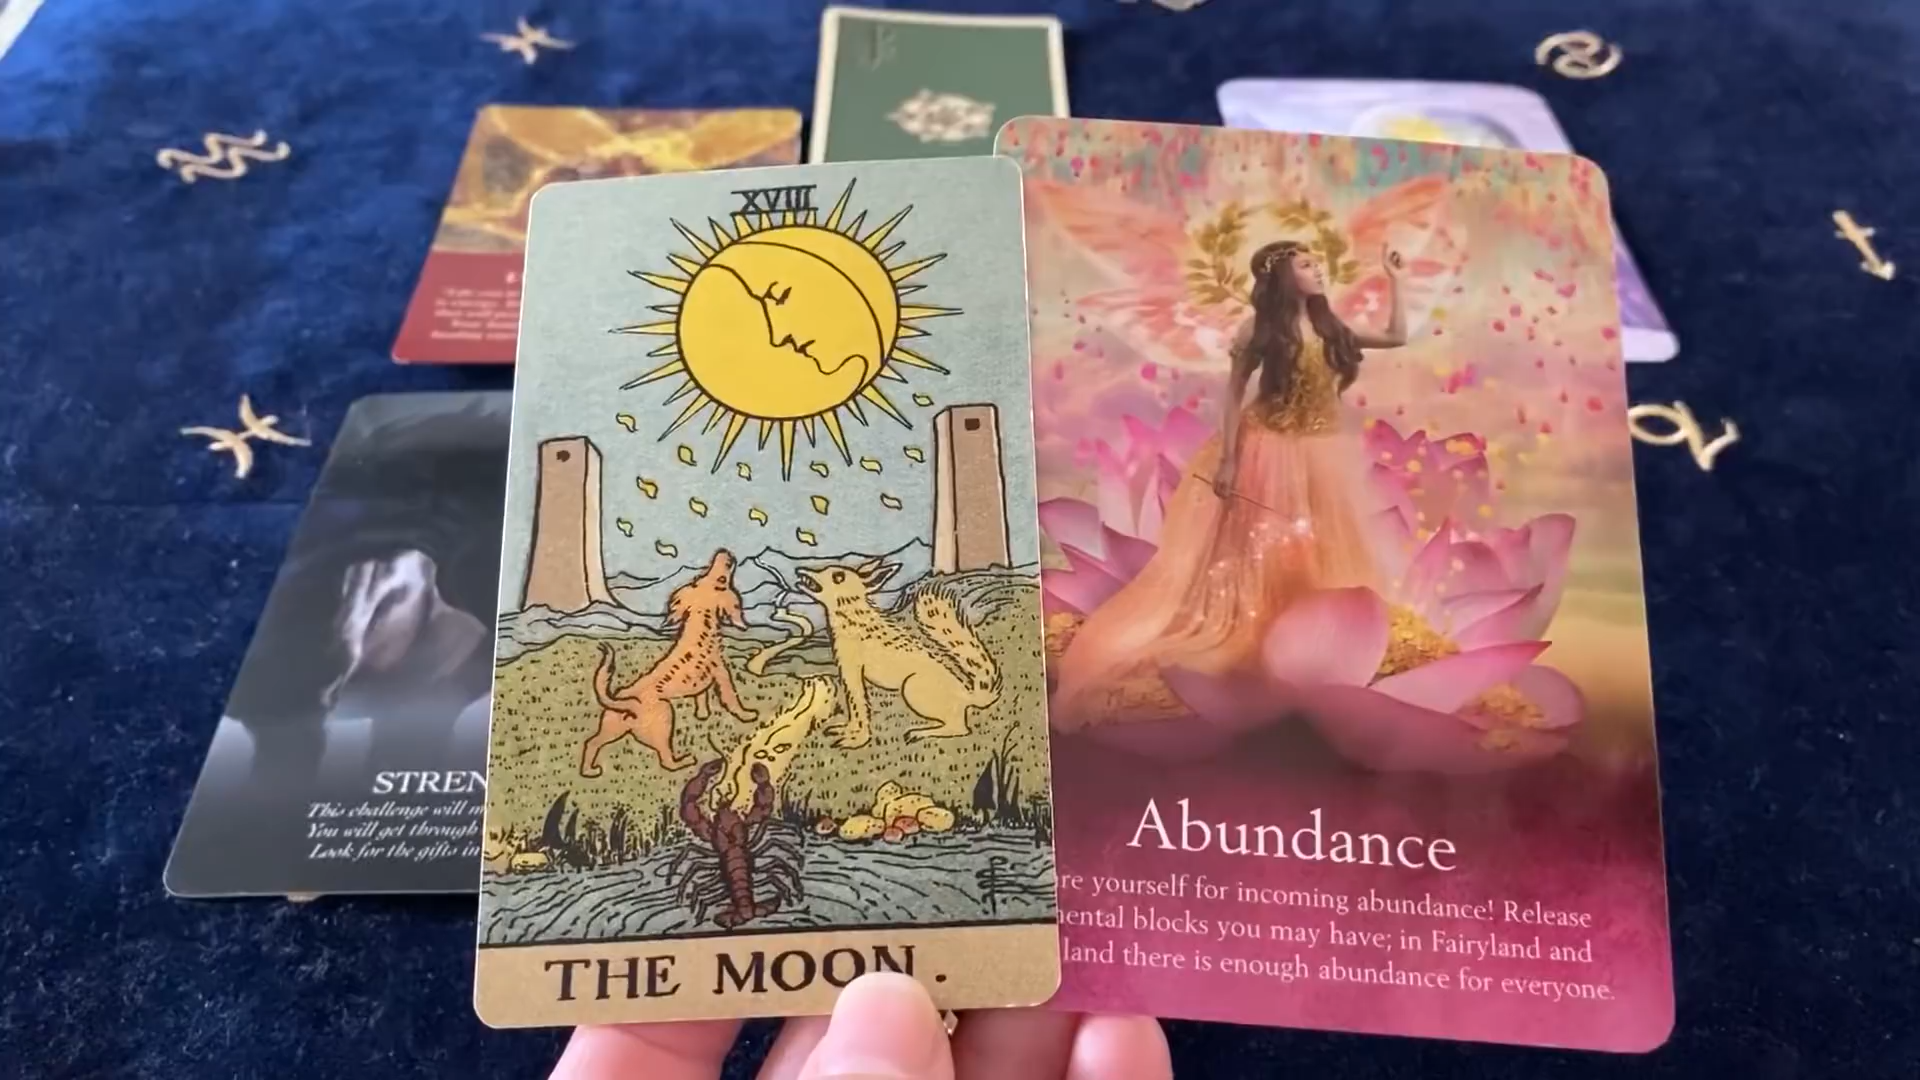 XVIII
THE MOON.
Abundance
re yourself for incoming abundance! Release
ental blocks you may have; in Fairyland and
land there is enough abundance for everyone.
STREN
This challenge will m
You will get through
Look for the gifts in